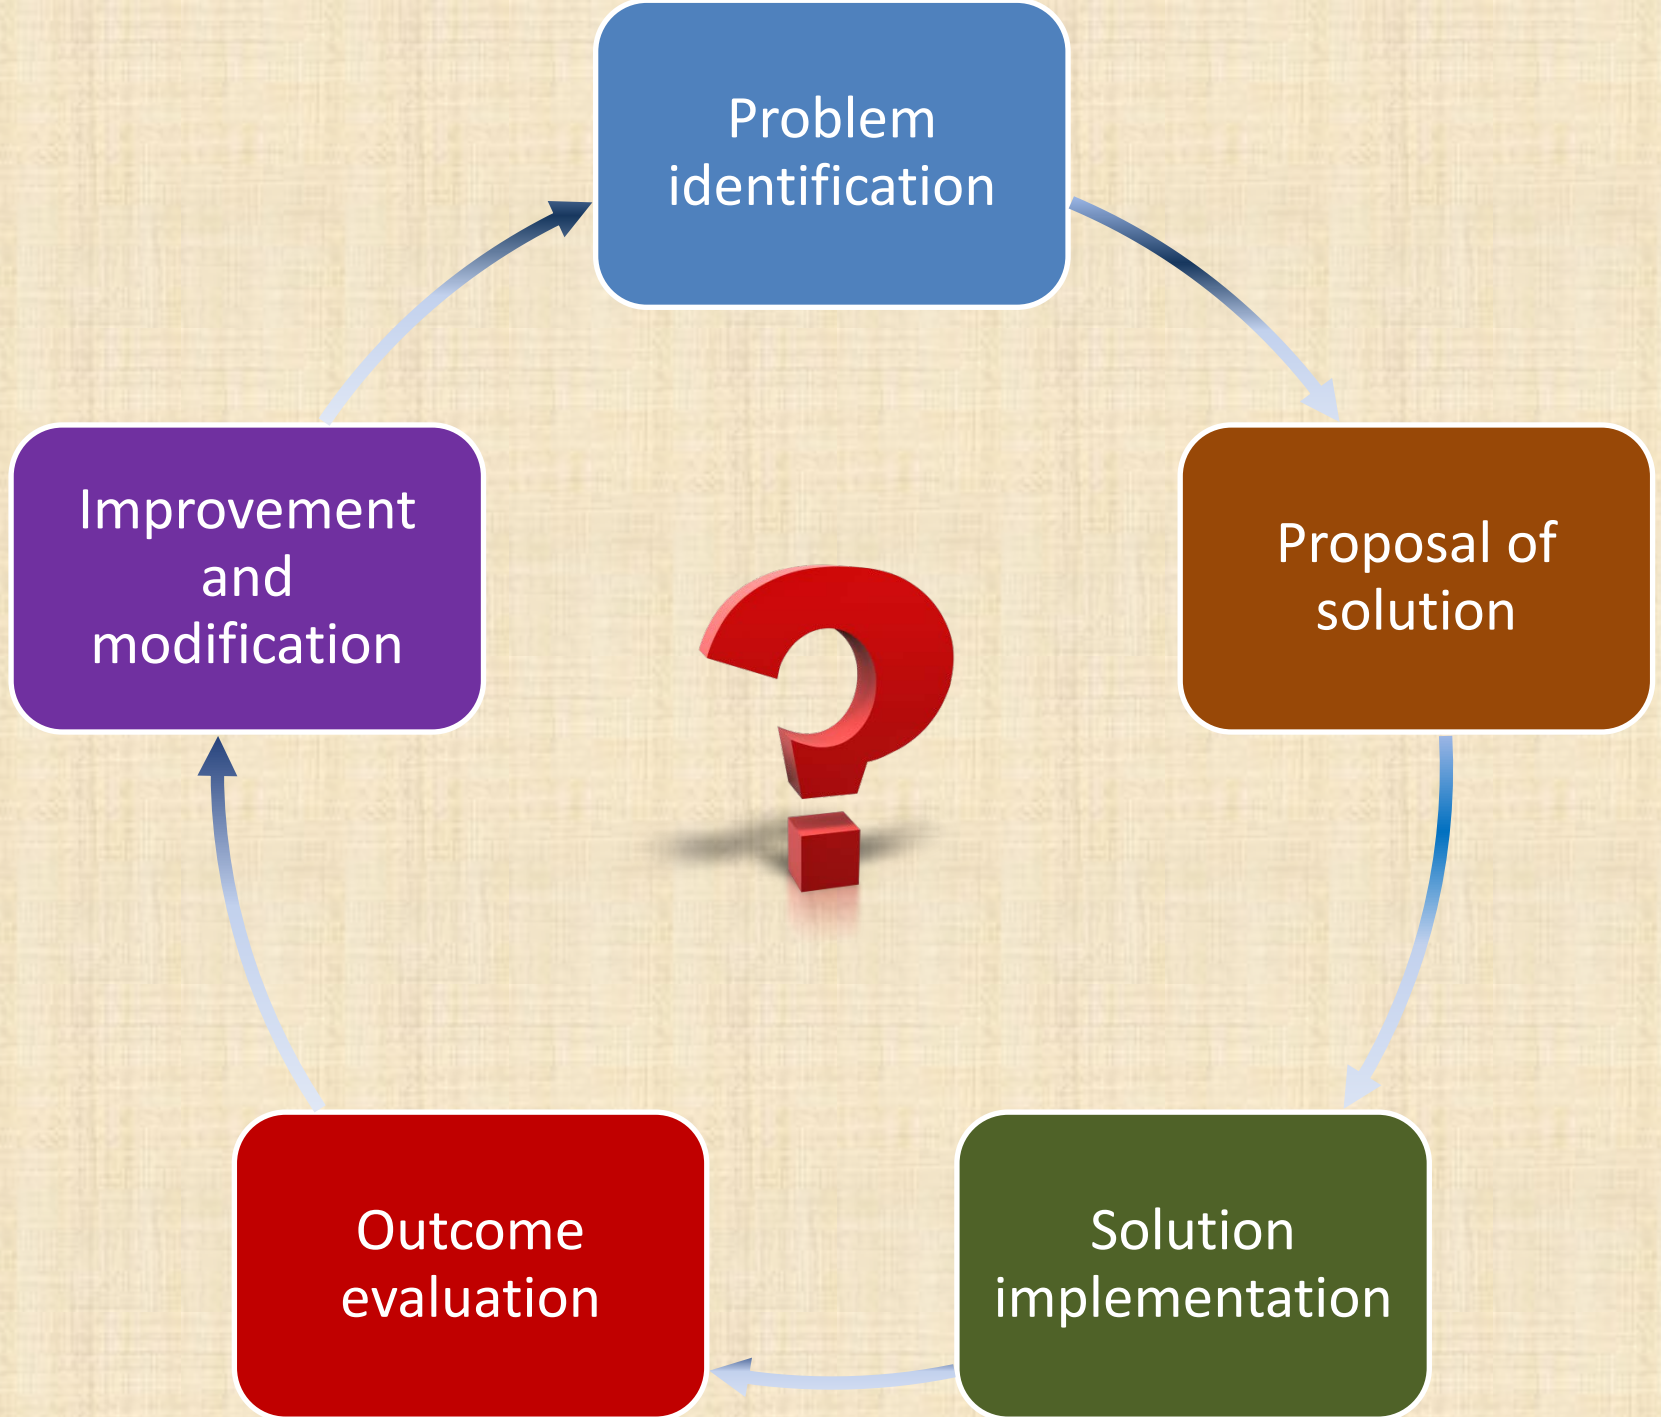 Problem
identification
Proposal of
solution
Solution
implementation
Outcome
evaluation
Improvement
and
modification
?